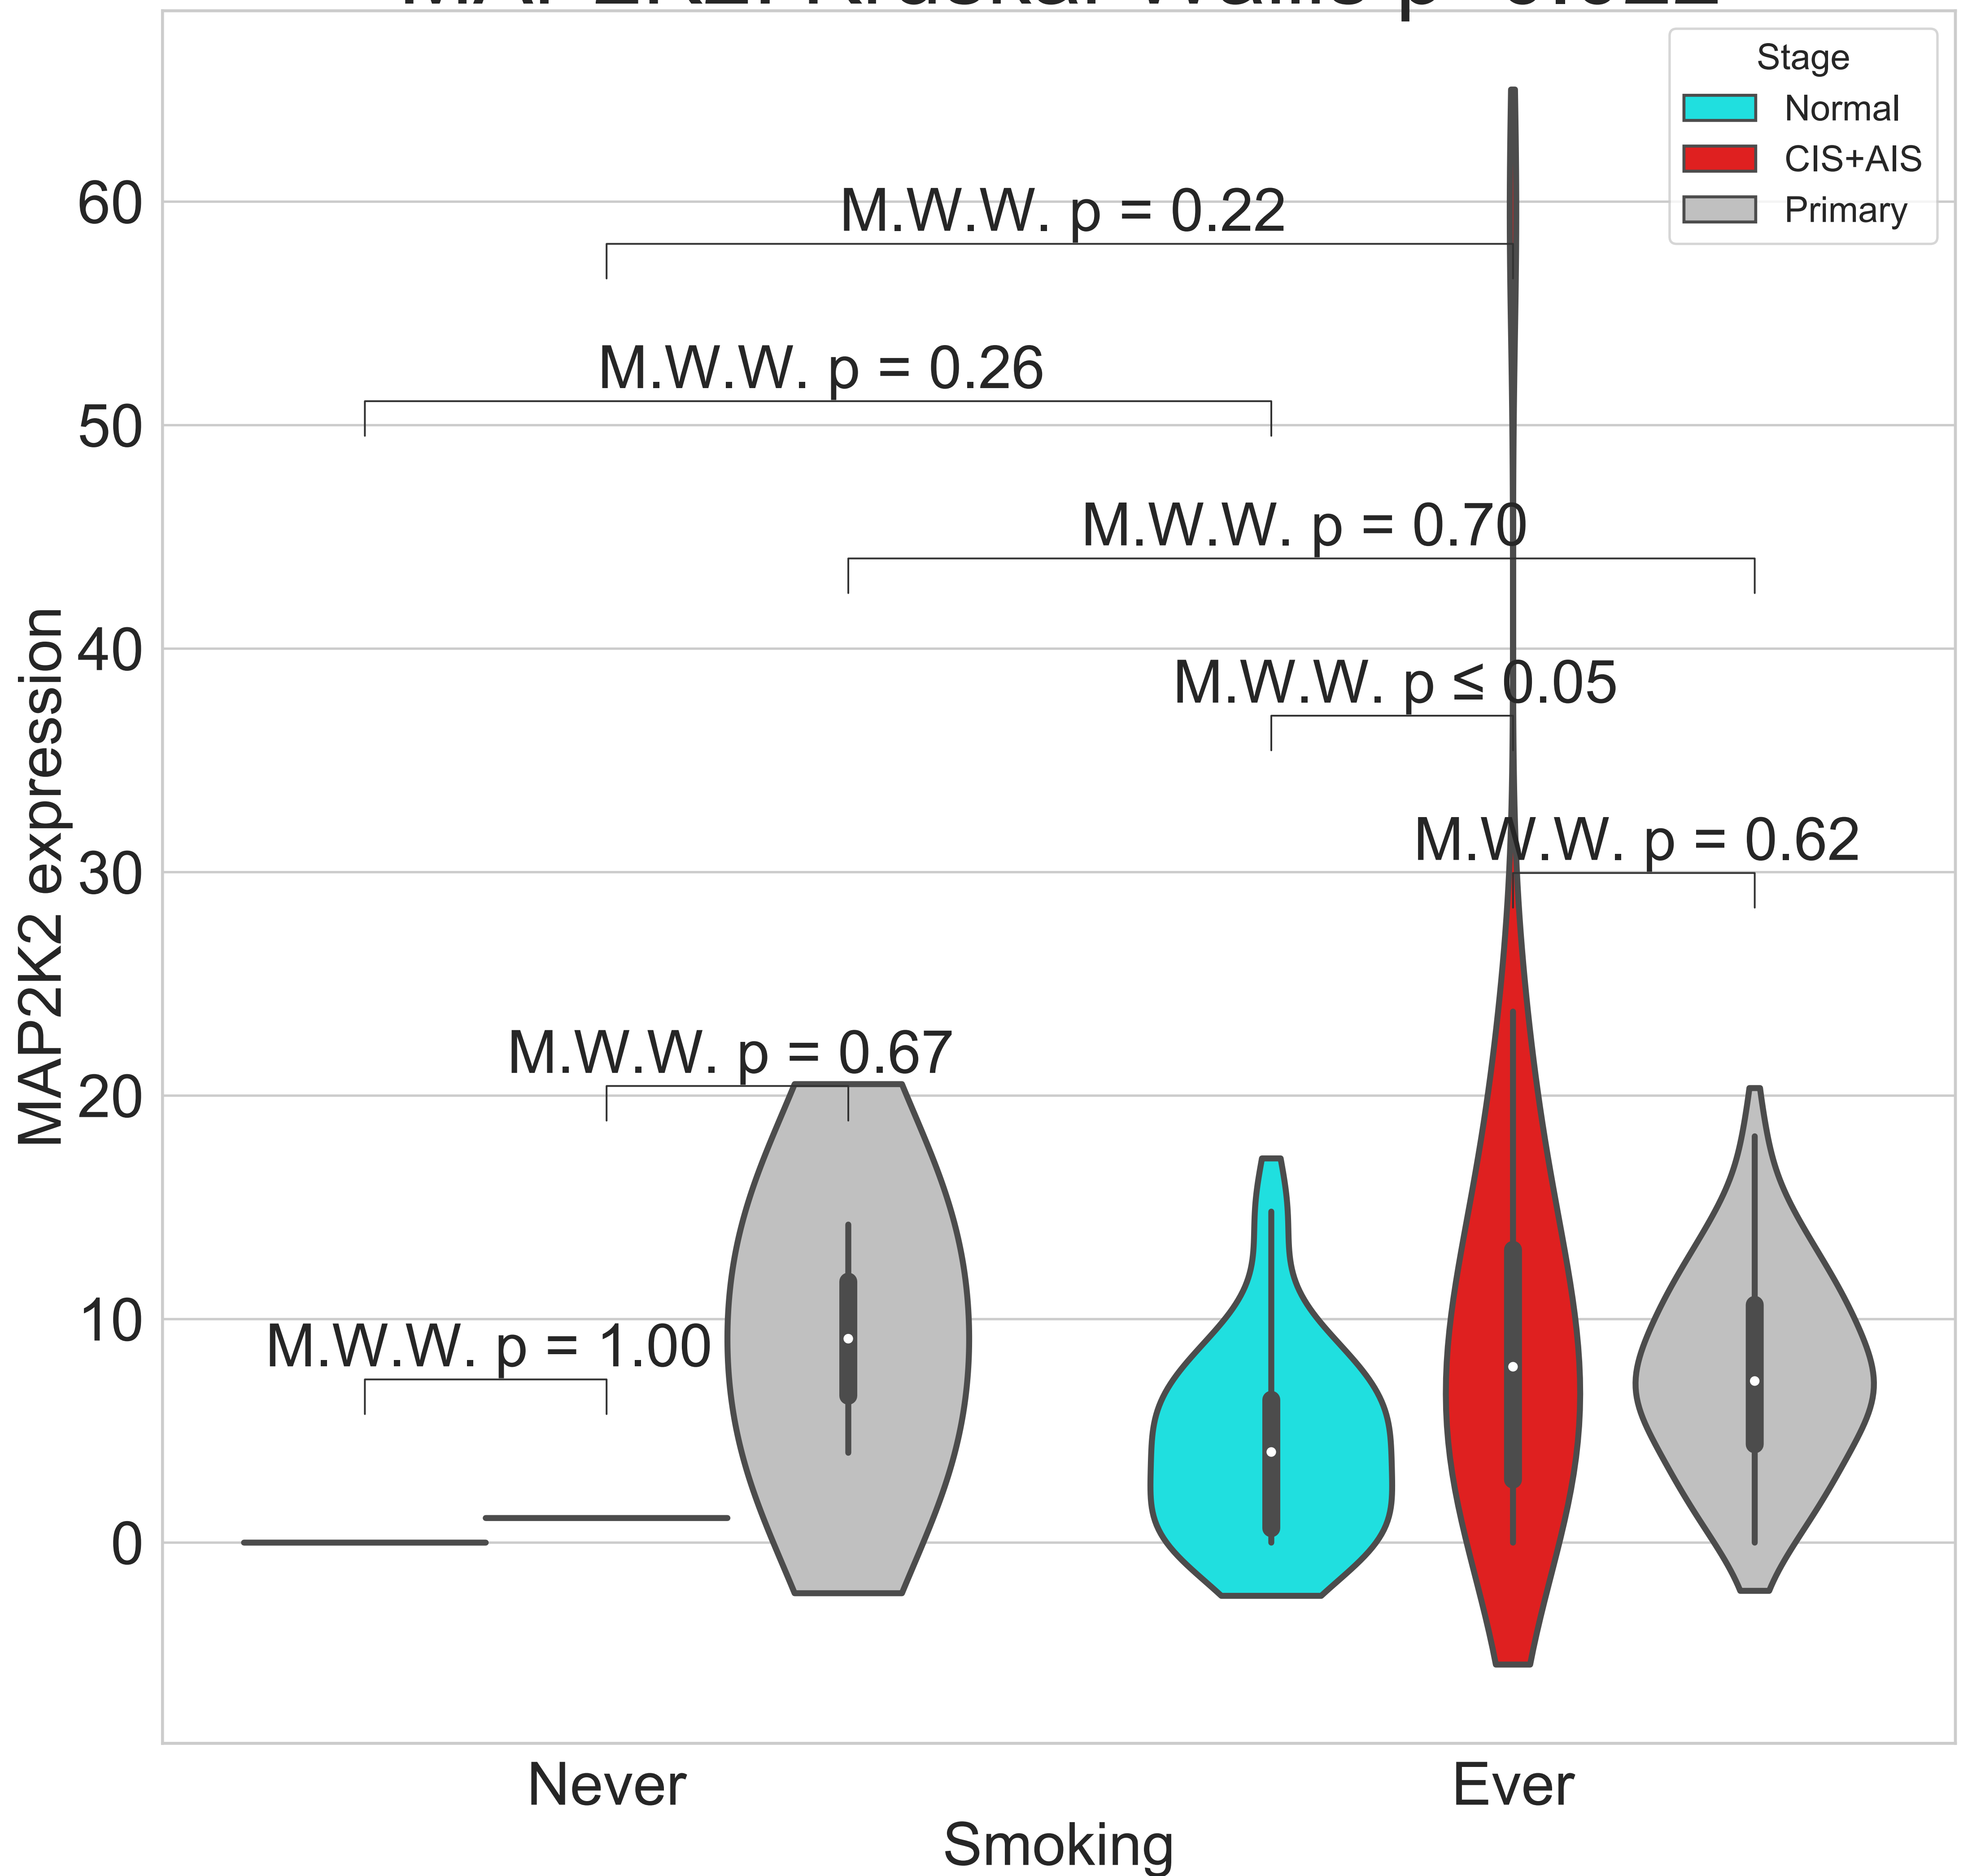 Stage
Normal
CIS+AIS
Primary
M.W.W. p = 0.22
M.W.W. p = 0.26
M.W.W. p = 0.70
M.W.W. p ≤ 0.05
M.W.W. p = 0.62
M.W.W. p = 0.67
M.W.W. p = 1.00
60
50
40
30
20
10
0
MAP2K2 expression
Never
Ever
Smoking